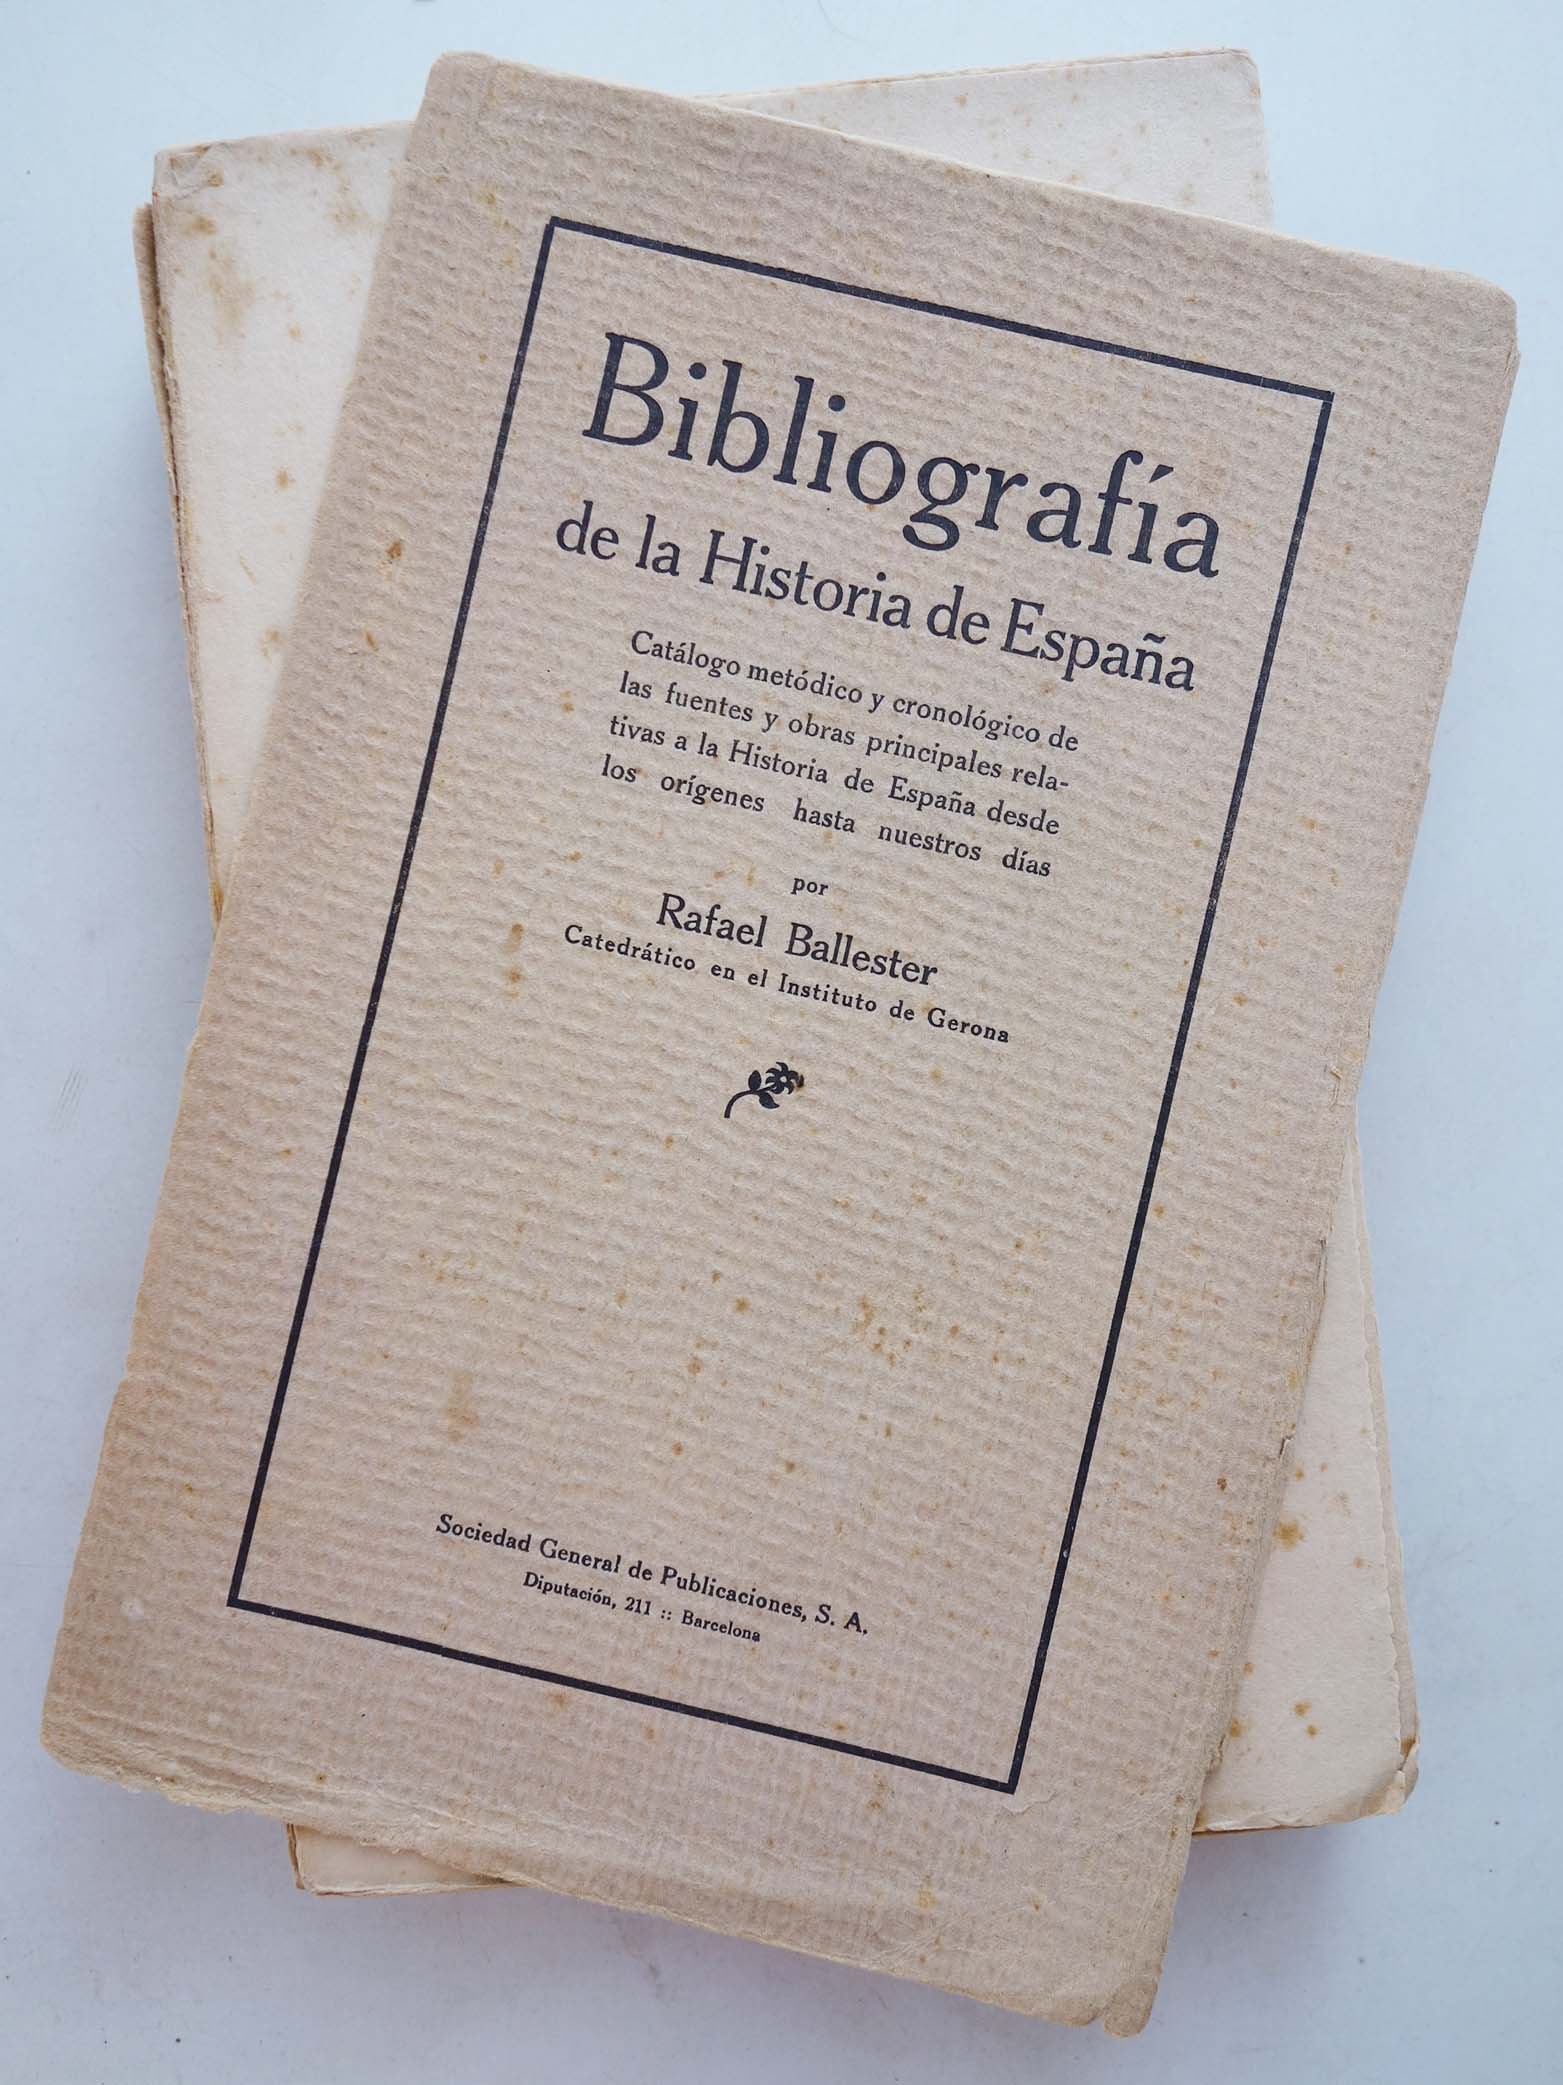 Bibliografía
de la Historia de España
Catálogo metódico y cronológico de
las fuentes y obras principales rela-
tivas a la Historia de España desde
los orígenes hasta nuestros días
por
Rafael Ballester
Catedrático en el Instituto de Gerona
Sociedad General de Publicaciones, S. A.
Diputación, 211 :: Barcelona